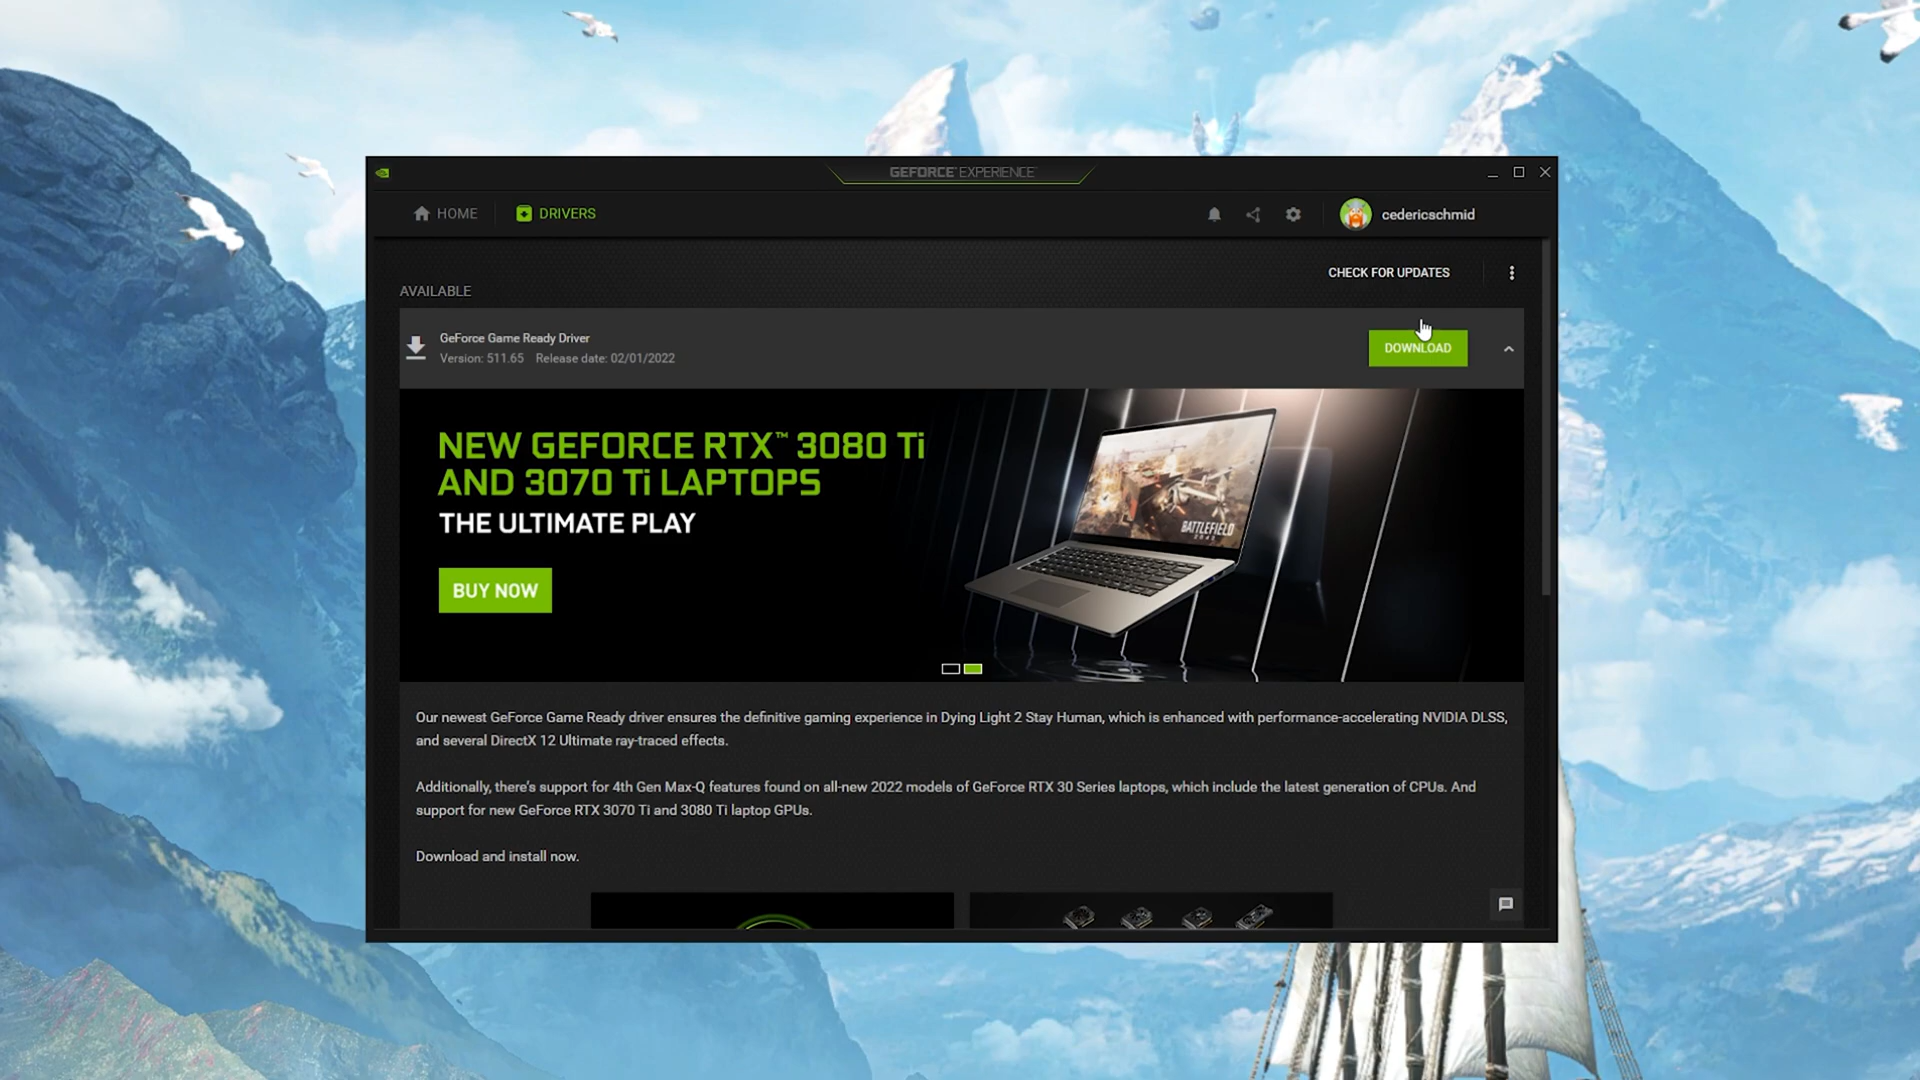 GEFORCE EXPERIENCE
HOME
DRIVERS
cedericschmid
CHECK FOR UPDATES
AVAILABLE
GeForce Game Ready Driver
Version: 511.65 Release date: 02/01/2022
DOWNLOAD
NEW GEFORCE RTX™ 3080 Ti
AND 3070 Ti LAPTOPS
THE ULTIMATE PLAY
BUY NOW
BATTLEFIELD
2042
Our newest GeForce Game Ready driver ensures the definitive gaming experience in Dying Light 2 Stay Human, which is enhanced with performance-accelerating NVIDIA DLSS,
and several DirectX 12 Ultimate ray-traced effects.
Additionally, there's support for 4th Gen Max-Q features found on all-new 2022 models of GeForce RTX 30 Series laptops, which include the latest generation of CPUs. And
support for new GeForce RTX 3070 Ti and 3080 Ti laptop GPUs.
Download and install now.